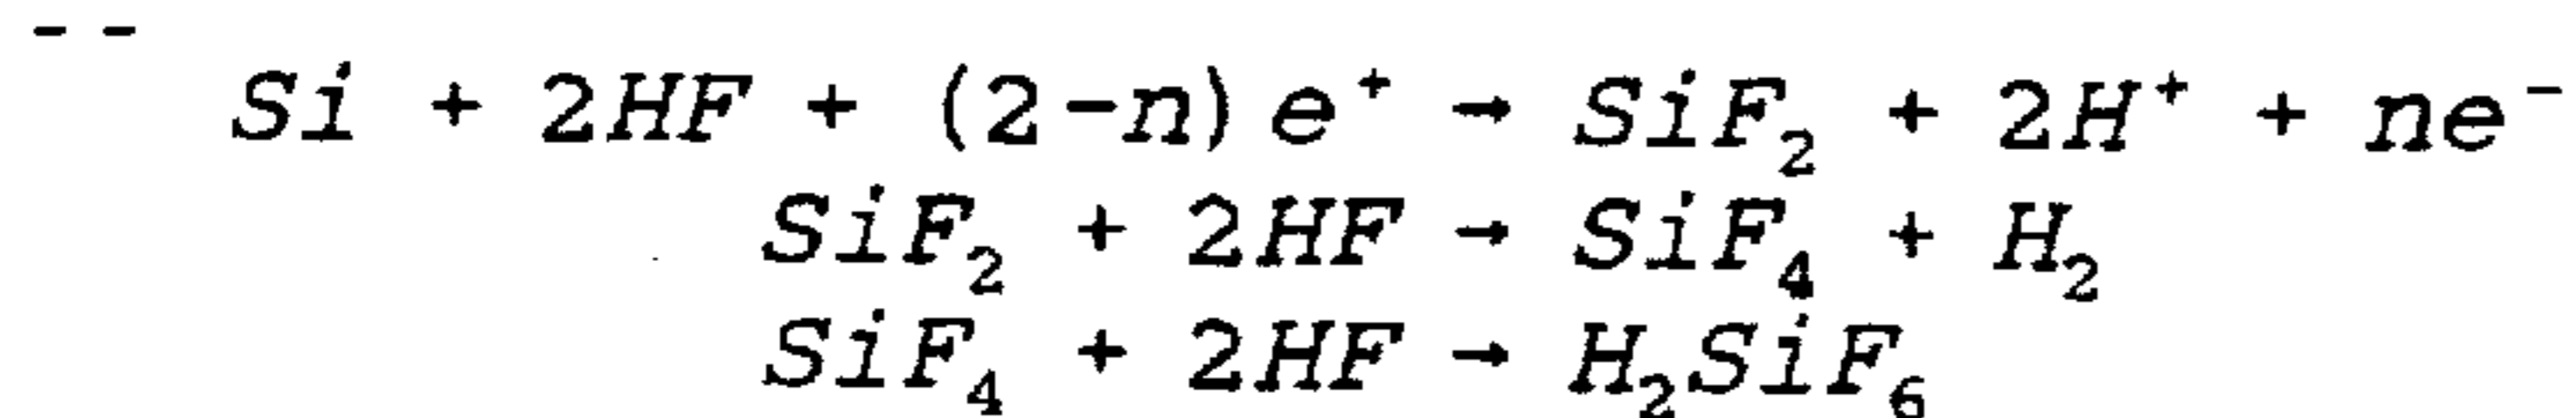 --
Si + 2HF + (2-n)e⁺ → SiF₂ + 2H⁺ + ne⁻
SiF₂ + 2HF → SiF₄ + H₂
SiF₄ + 2HF → H₂SiF₆